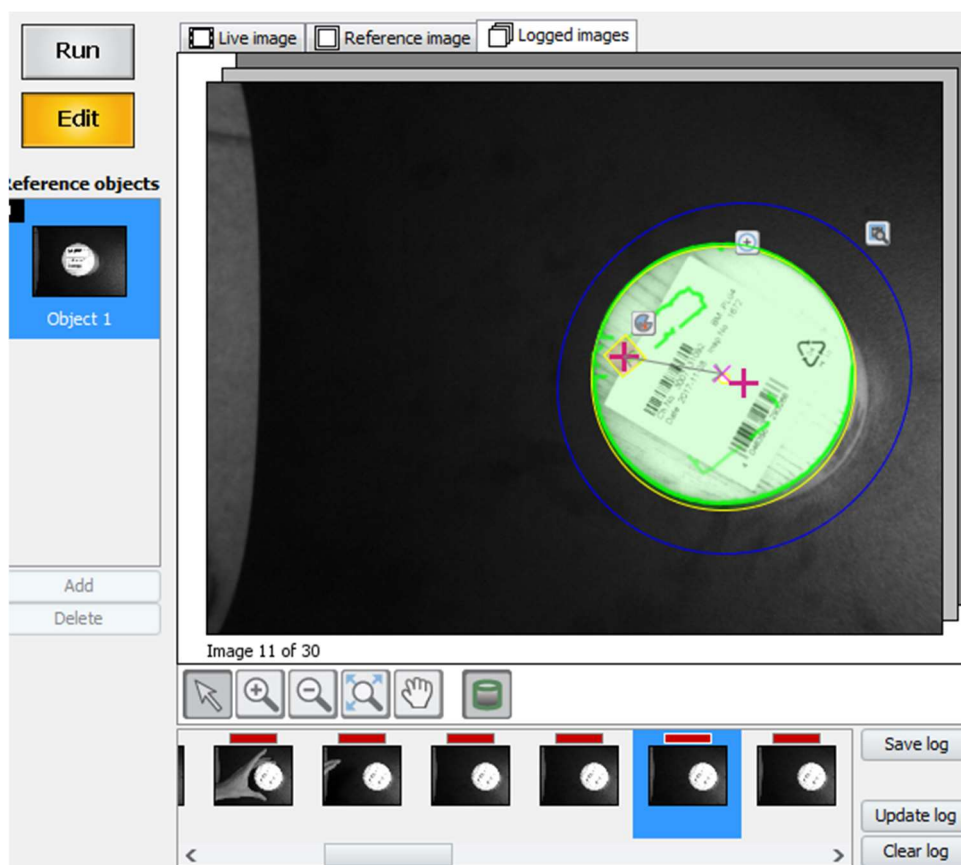 Run
Edit
Reference objects
Object 1
Add
Delete
Live image
Reference image
Logged images
BM_PL04
Image 11 of 30
Save log
Update log
Clear log